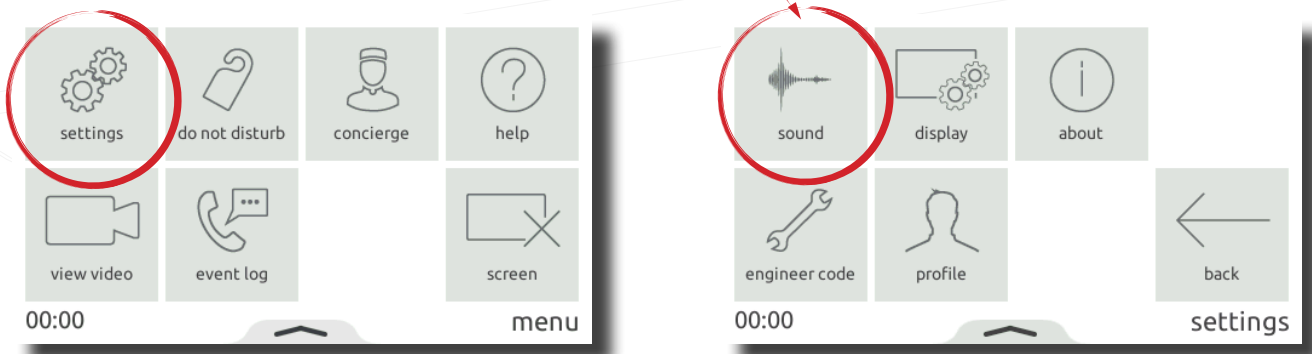 settings
do not disturb
concierge
help
view video
event log
screen
00:00
menu
sound
display
about
engineer code
profile
back
00:00
settings